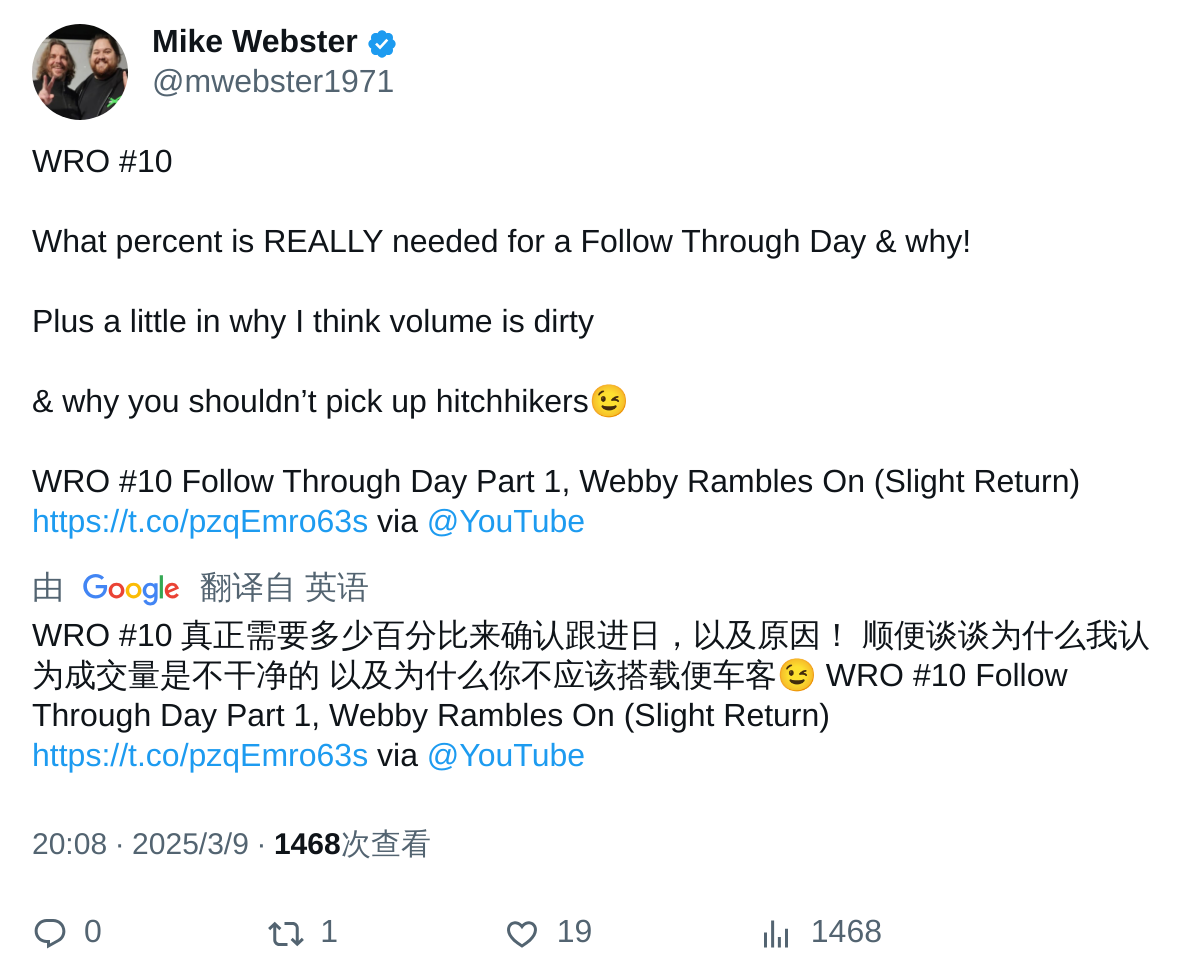 Mike Webster
@mwebster1971
WRO #10
What percent is REALLY needed for a Follow Through Day & why!
Plus a little in why I think volume is dirty
& why you shouldn’t pick up hitchhikers😉
WRO #10 Follow Through Day Part 1, Webby Rambles On (Slight Return)
https://t.co/pzqEmro63s via @YouTube
由 Google 翻译自 英语
WRO #10 真正需要多少百分比来确认跟进日，以及原因！ 顺便谈谈为什么我认
为成交量是不干净的 以及为什么你不应该搭载便车客😉 WRO #10 Follow
Through Day Part 1, Webby Rambles On (Slight Return)
https://t.co/pzqEmro63s via @YouTube
20:08 · 2025/3/9 · 1468次查看
0 1 19 1468